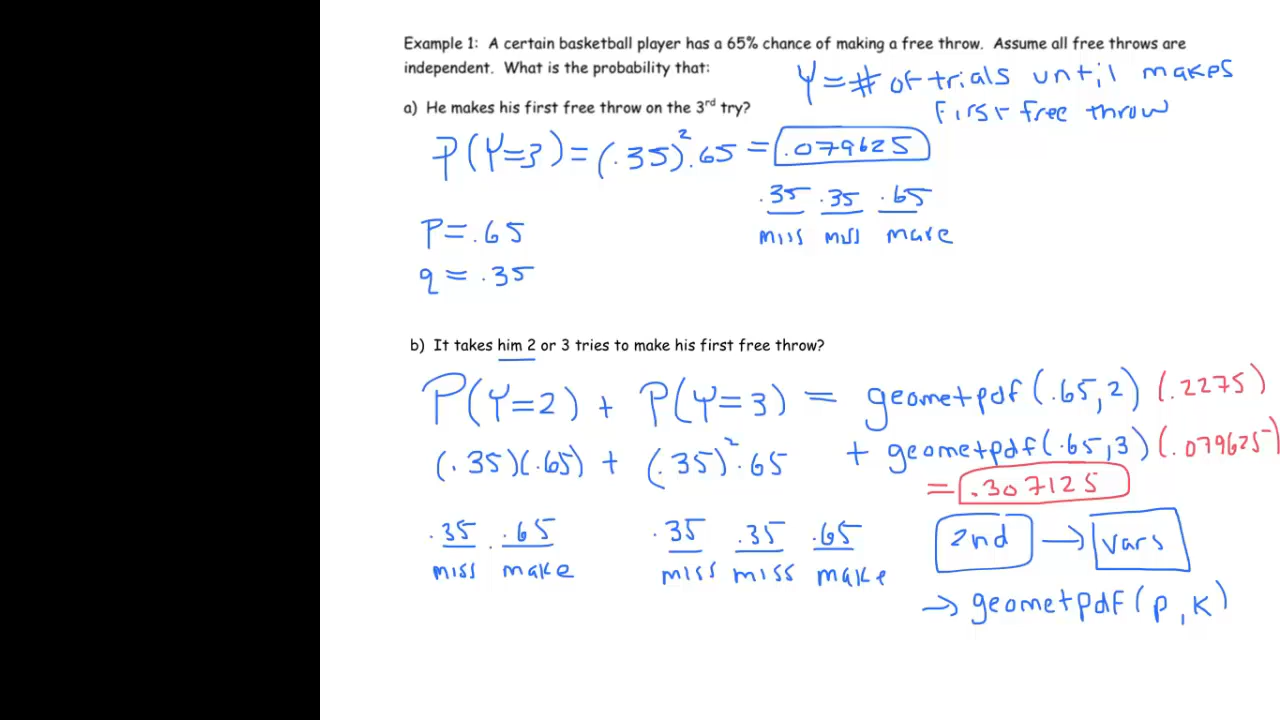 Example 1: A certain basketball player has a 65% chance of making a free throw. Assume all free throws are
independent. What is the probability that:
Y = # of trials until makes
First free throw
a) He makes his first free throw on the 3rd try?
P(Y=3) = (.35)² .65 = .079625
.35 .35 .65
miss miss make
P = .65
q = .35
b) It takes him 2 or 3 tries to make his first free throw?
P(Y=2) + P(Y=3) = geometpdf(.65,2) (.2275)
(.35)(.65) + (.35)² .65 + geometpdf(.65,3) (.079625)
= .307125
.35 . .65 .35 .35 .65
miss make miss miss make
2nd → vars
→ geometpdf(p,k)